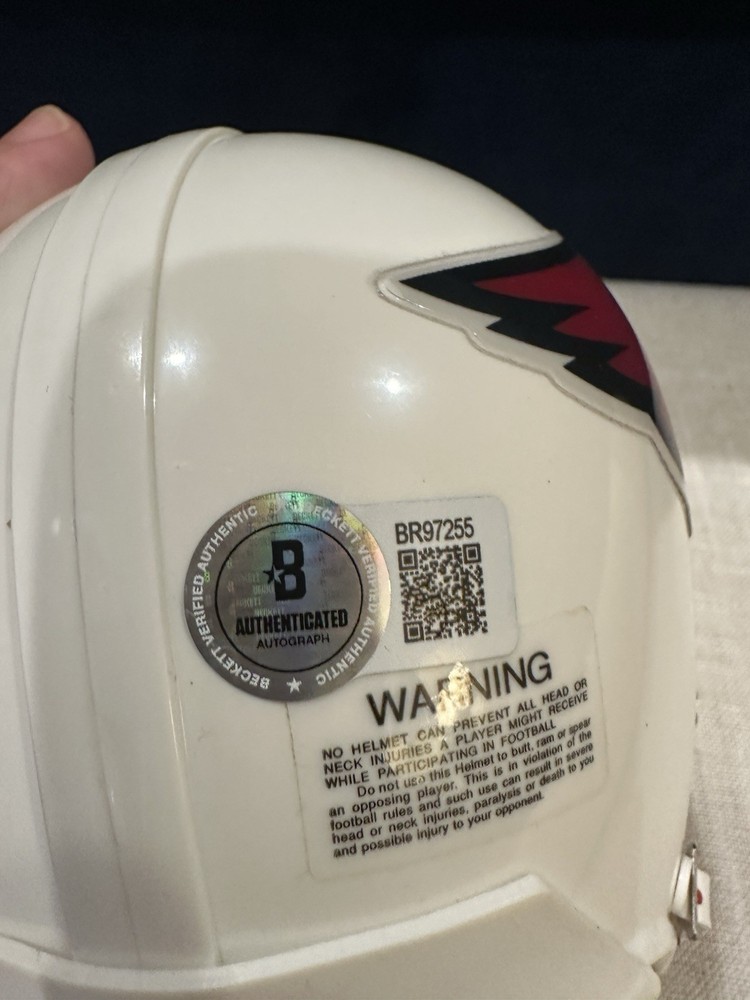 BECKETT VERIFIED AUTHENTIC
BECKETT VERIFIED AUTHENTIC
B
AUTHENTICATED
AUTOGRAPH
BR97255
WARNING
NO HELMET CAN PREVENT ALL HEAD OR
NECK INJURIES A PLAYER MIGHT RECEIVE
WHILE PARTICIPATING IN FOOTBALL
Do not use this Helmet to butt, ram or spear
an opposing player. This is in violation of the
football rules and such use can result in severe
head or neck injuries, paralysis or death to you
and possible injury to your opponent.